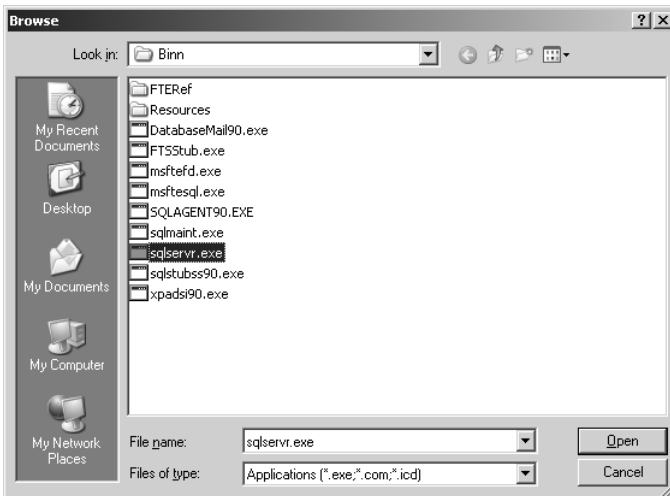 Browse
Look in: Binn
My Recent
Documents
Desktop
My Documents
My Computer
My Network
Places
FTERef
Resources
DatabaseMail90.exe
FTSStub.exe
msftefd.exe
msftesql.exe
SQLAGENT90.EXE
sqlmaint.exe
sqlservr.exe
sqlstubss90.exe
xpadsi90.exe
File name: sqlservr.exe Open
Files of type: Applications (*.exe;*.com;*.icd) Cancel